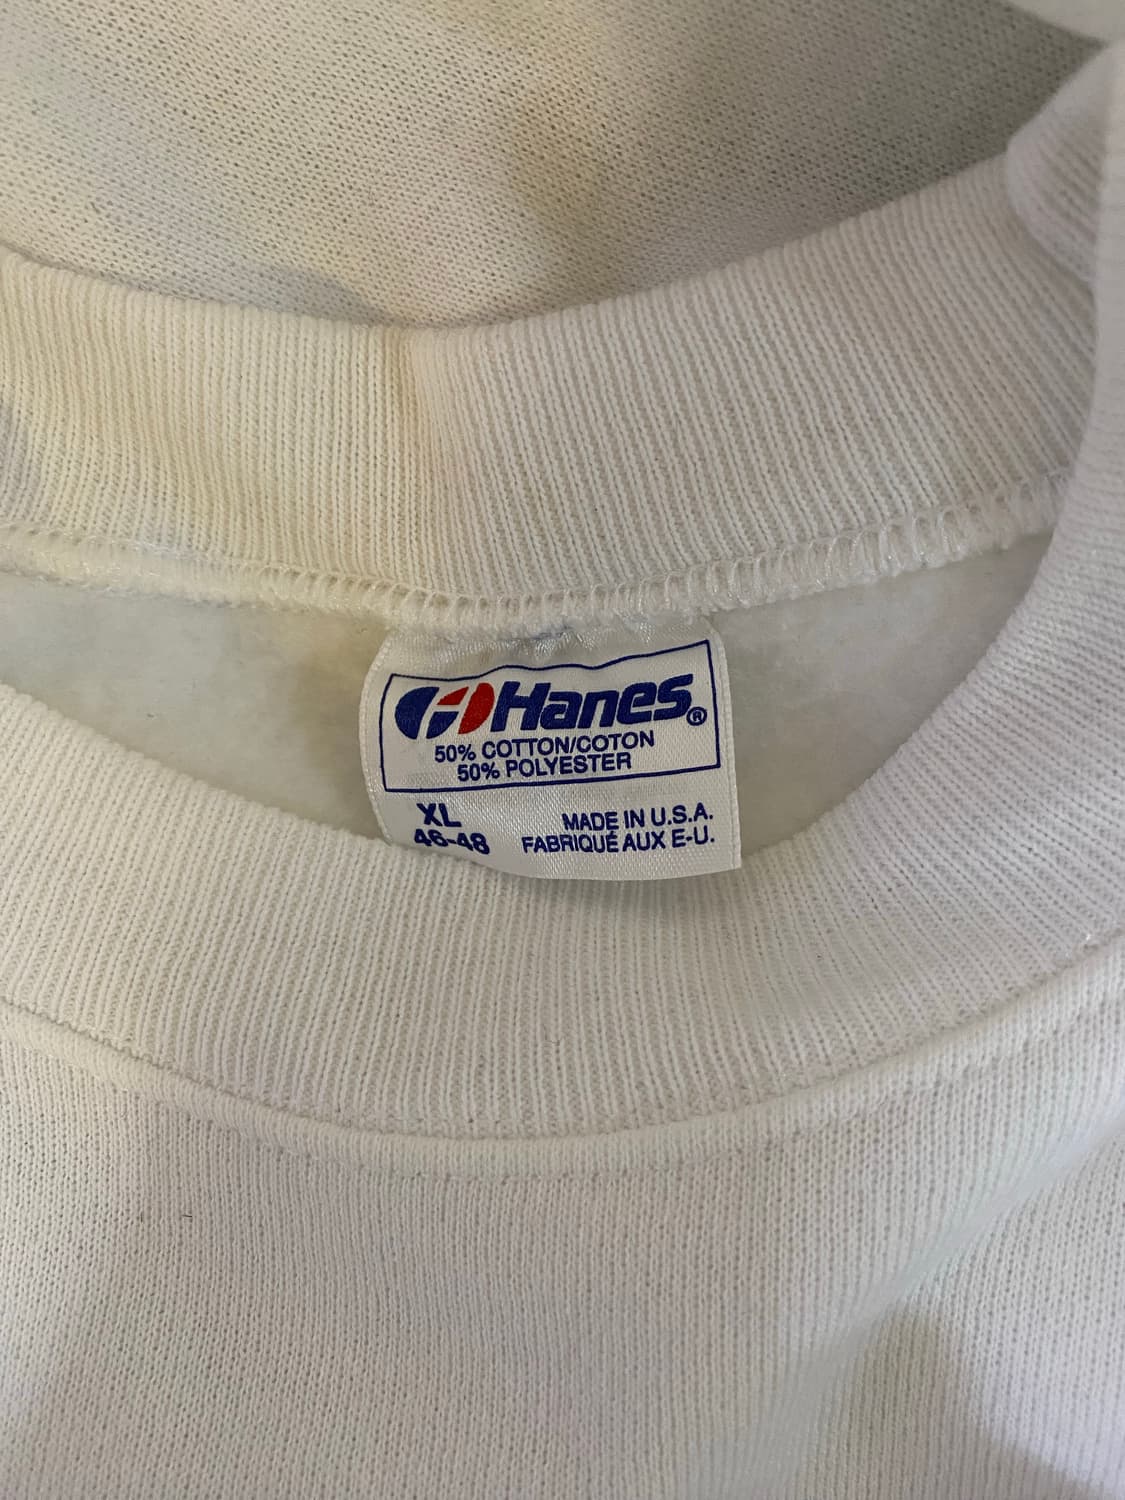 Hanes®
50% COTTON/COTON
50% POLYESTER
XL
46-48
MADE IN U.S.A.
FABRIQUÉ AUX E-U.